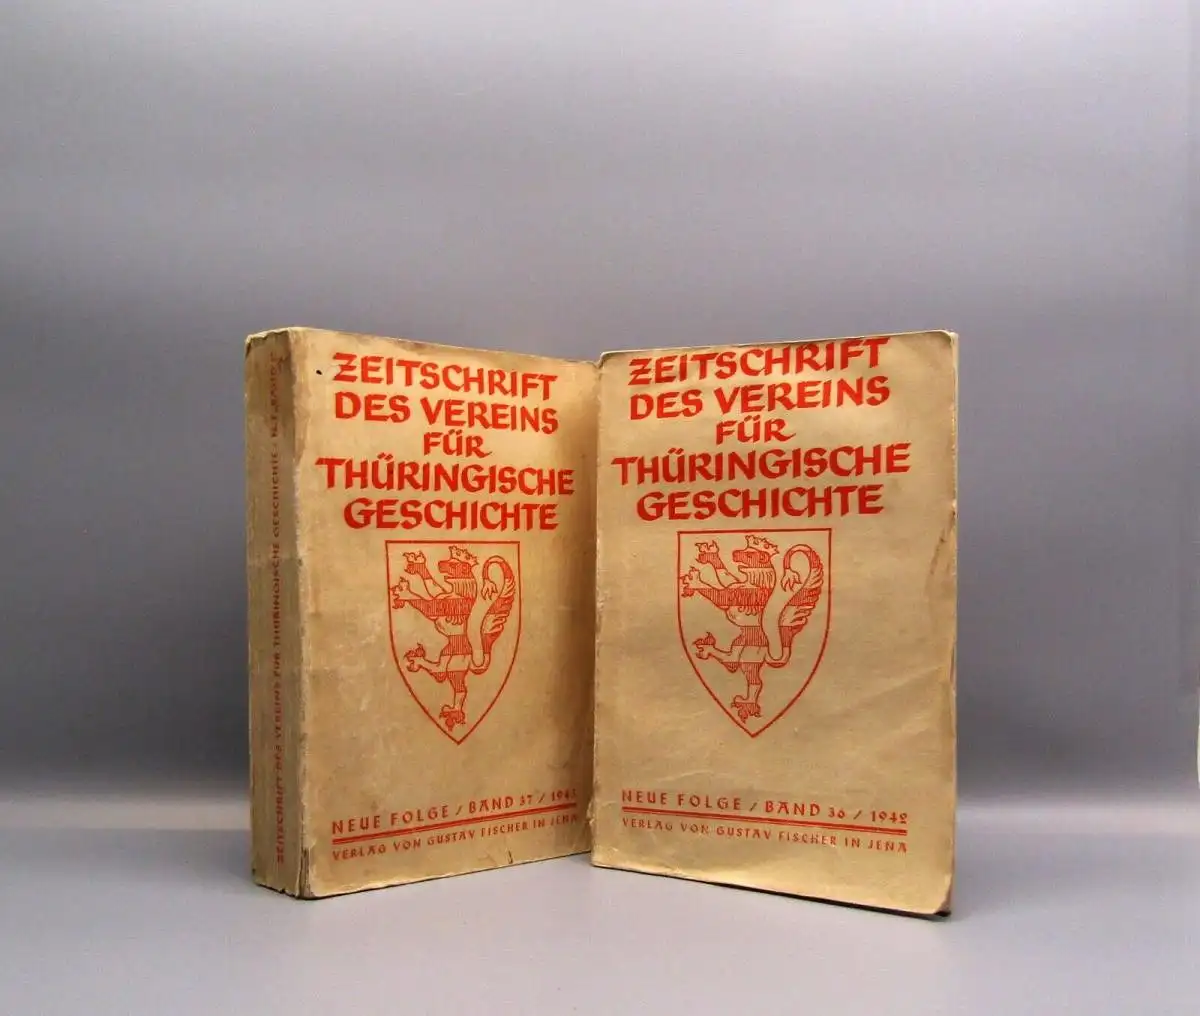 ZEITSCHRIFT DES VEREINS FÜR THÜRINGISCHE GESCHICHTE
ZEITSCHRIFT
DES VEREINS
FÜR
THÜRINGISCHE
GESCHICHTE
NEUE FOLGE / BAND 37 /
VERLAG VON GUSTAV FISCHER IN JENA
ZEITSCHRIFT
DES VEREINS
FÜR
THÜRINGISCHE
GESCHICHTE
NEUE FOLGE / BAND 36 / 1942
VERLAG VON GUSTAV FISCHER IN JENA